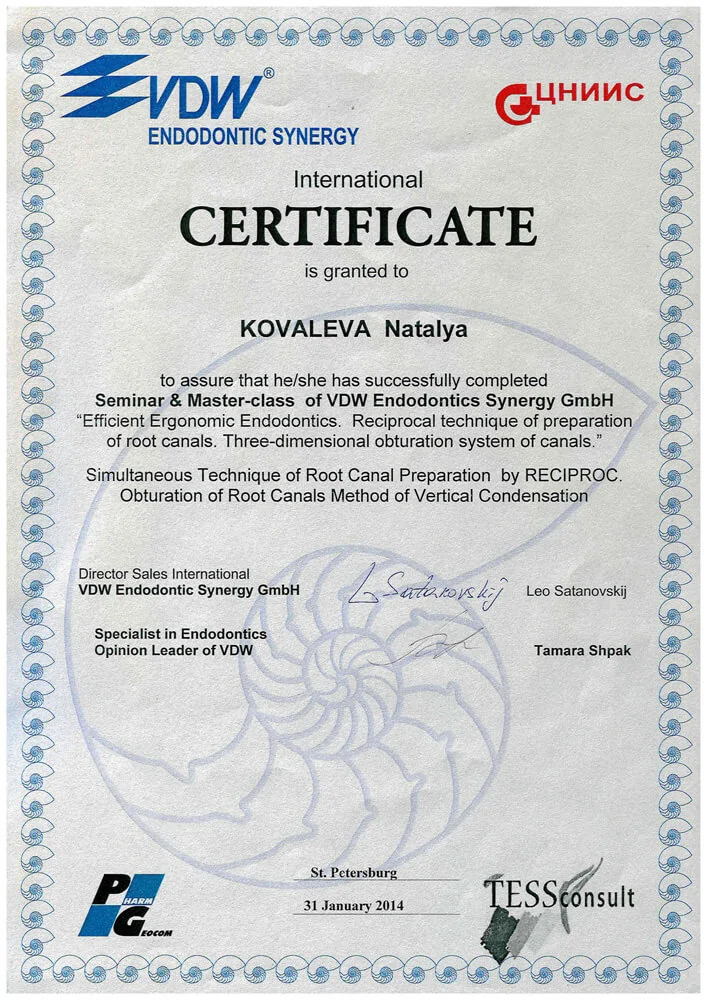 VDW®
ENDODONTIC SYNERGY
ЦНИИС
International
CERTIFICATE
is granted to
KOVALEVA Natalya
to assure that he/she has successfully completed
Seminar & Master-class of VDW Endodontics Synergy GmbH
“Efficient Ergonomic Endodontics. Reciprocal technique of preparation
of root canals. Three-dimensional obturation system of canals.”
Simultaneous Technique of Root Canal Preparation by RECIPROC.
Obturation of Root Canals Method of Vertical Condensation
Director Sales International
VDW Endodontic Synergy GmbH
L Satanovskij
Leo Satanovskij
Specialist in Endodontics
Opinion Leader of VDW
Tamara Shpak
St. Petersburg
31 January 2014
PHARM
GEOCOM
TESSconsult